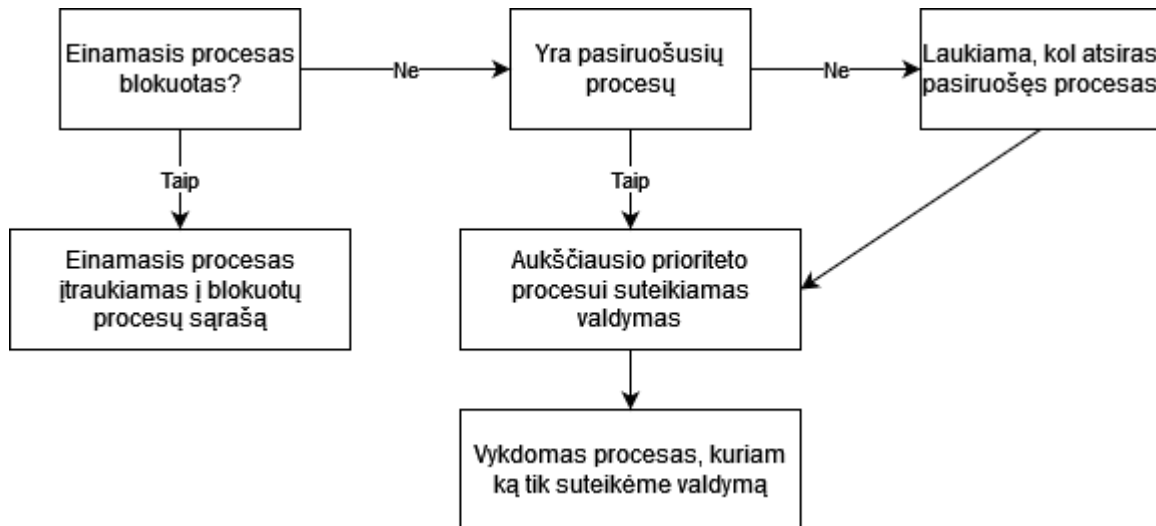 Einamasis procesas
blokuotas?
Ne
Yra pasiruošusių
procesų
Ne
Laukiama, kol atsiras
pasiruošęs procesas
Taip
Taip
Einamasis procesas
įtraukiamas į blokuotų
procesų sąrašą
Aukščiausio prioriteto
procesui suteikiamas
valdymas
Vykdomas procesas, kuriam
ką tik suteikėme valdymą